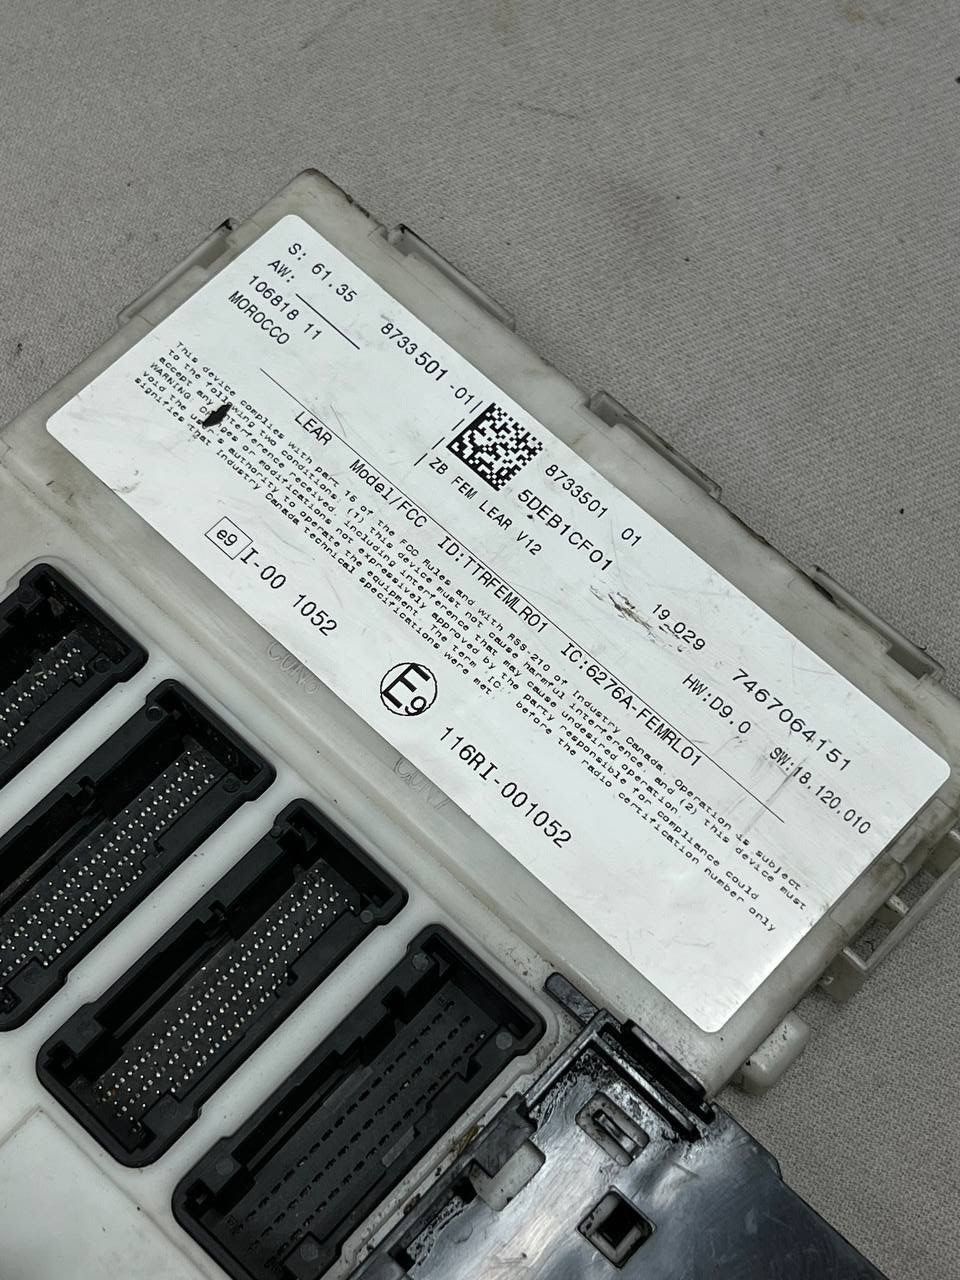 S: 61.35
AW:
106818 11
MOROCCO
8733501-01
8733501 01
5DEB1CF01
ZB FEM LEAR V12
19.029 7467064151
HW:D9.0 SW:18.120.010
LEAR Model/FCC ID:TTRFEMLR01 IC:6276A-FEMRL01
This device complies with part 15 of the FCC Rules and with RSS-210 of Industry Canada. Operation is subject
to the following two conditions: (1) this device must not cause harmful interference, and (2) this device must
accept any interference received, including interference that may cause undesired operation.
WARNING: Changes or modifications not expressively approved by the party responsible for compliance could
void the user's authority to operate the equipment. The term 'IC:' before the radio certification number only
signifies that Industry Canada technical specifications were met.
e9 I-00 1052
E9 116RI-001052